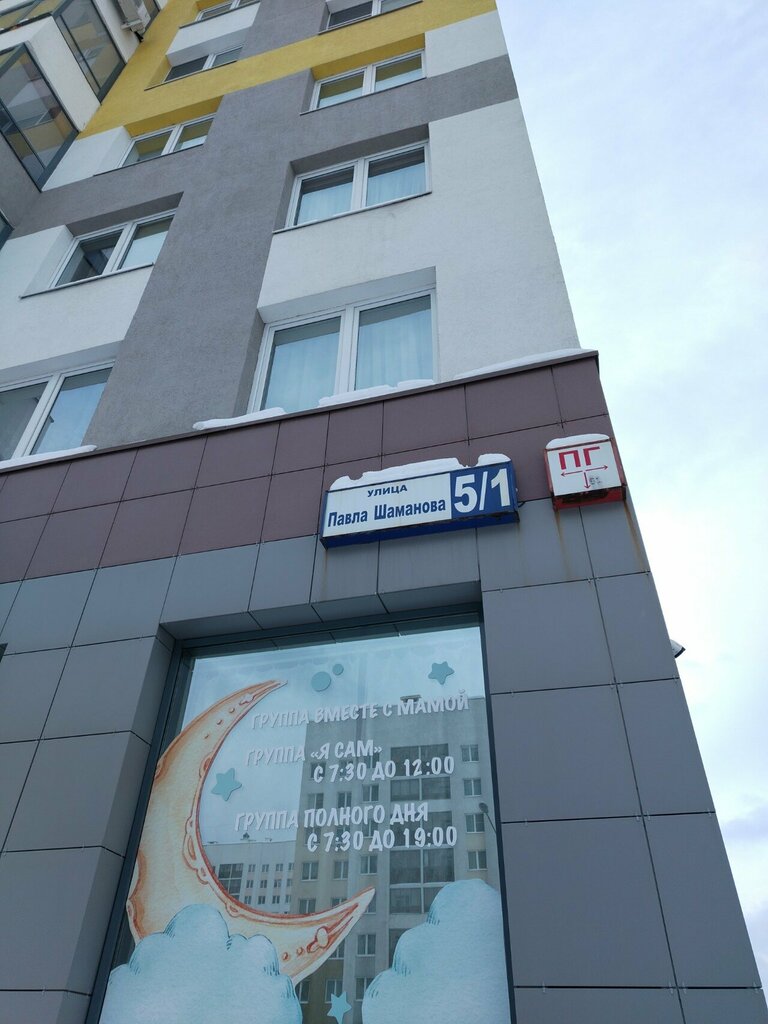 УЛИЦА
Павла Шаманова
5/1
ПГ
ГРУППА ВМЕСТЕ С МАМОЙ
ГРУППА «Я САМ»
С 7:30 ДО 12:00
ГРУППА ПОЛНОГО ДНЯ
С 7:30 ДО 19:00